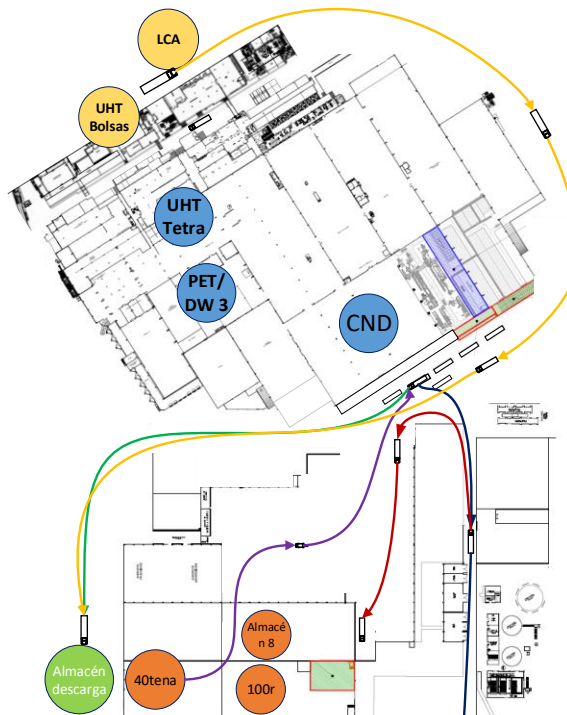 LCA
UHT
Bolsas
UHT
Tetra
PET/
DW 3
CND
Almacé
n 8
Almacén
descarga
40tena
100r